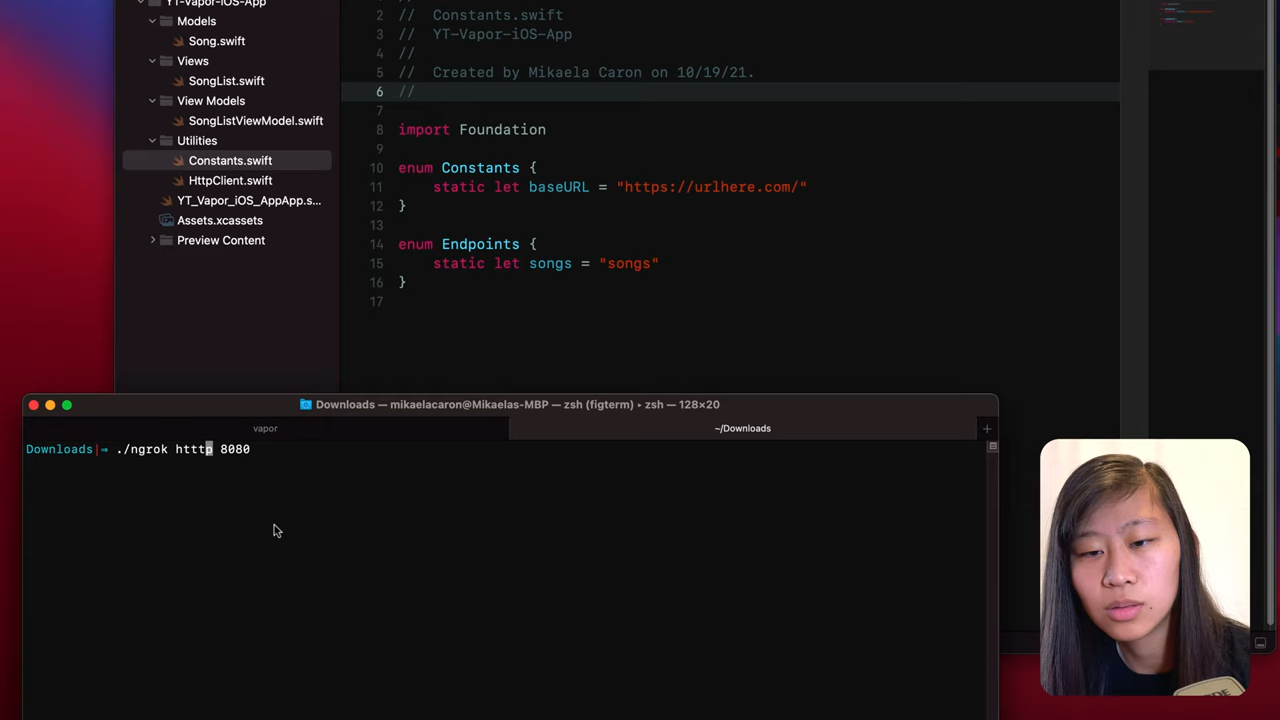 YT-Vapor-iOS-App
Models
Song.swift
Views
SongList.swift
View Models
SongListViewModel.swift
Utilities
Constants.swift
HttpClient.swift
YT_Vapor_iOS_AppApp.s...
Assets.xcassets
Preview Content
2 // Constants.swift
3 // YT-Vapor-iOS-App
4 //
5 // Created by Mikaela Caron on 10/19/21.
6 //
7
8 import Foundation
9
10 enum Constants {
11 static let baseURL = "https://urlhere.com/"
12 }
13
14 enum Endpoints {
15 static let songs = "songs"
16 }
17
Downloads — mikaelacaron@Mikaelas-MBP — zsh (figterm) ▸ zsh — 128×20
vapor
~/Downloads
Downloads|⇒ ./ngrok htttp 8080